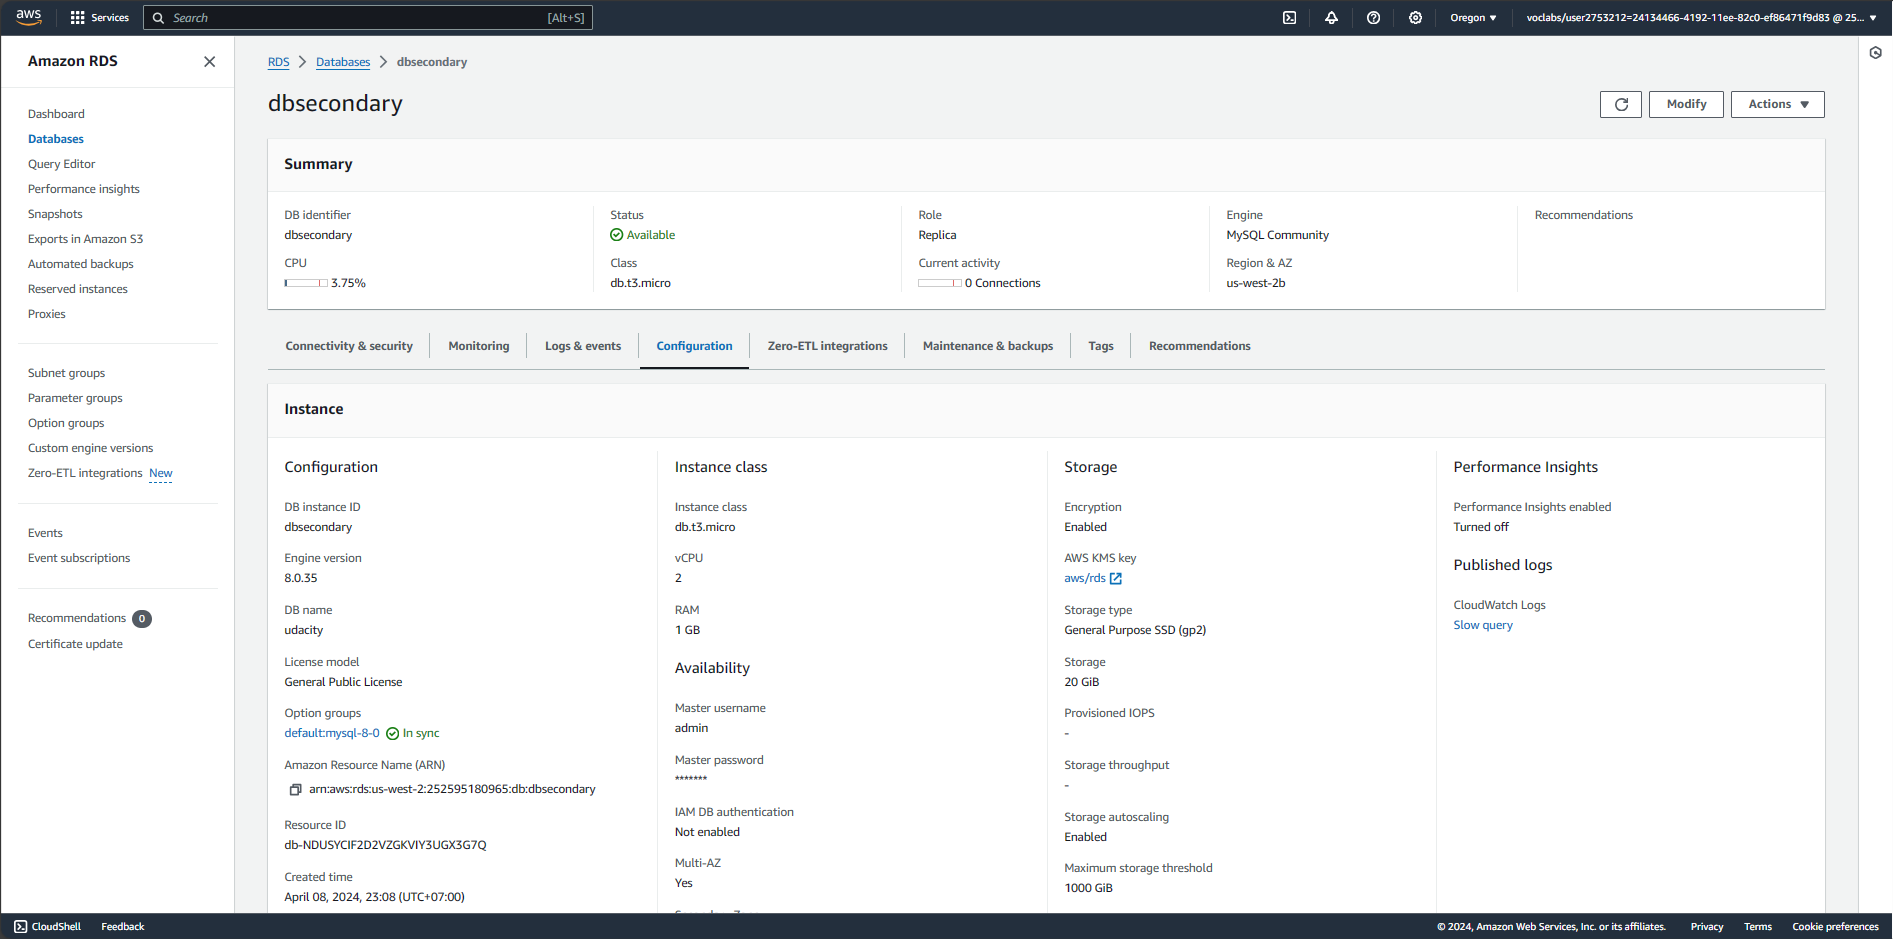 aws
Services
Search
[Alt+S]
Oregon
voclabs/user2753212=24134466-4192-11ee-82c0-ef86471f9d83 @ 25...
Amazon RDS
Dashboard
Databases
Query Editor
Performance insights
Snapshots
Exports in Amazon S3
Automated backups
Reserved instances
Proxies
Subnet groups
Parameter groups
Option groups
Custom engine versions
Zero-ETL integrations New
Events
Event subscriptions
Recommendations 0
Certificate update
RDS > Databases > dbsecondary
dbsecondary
Modify
Actions
Summary
DB identifier
dbsecondary
CPU
3.75%
Status
Available
Class
db.t3.micro
Role
Replica
Current activity
0 Connections
Engine
MySQL Community
Region & AZ
us-west-2b
Recommendations
Connectivity & security
Monitoring
Logs & events
Configuration
Zero-ETL integrations
Maintenance & backups
Tags
Recommendations
Instance
Configuration
DB instance ID
dbsecondary
Engine version
8.0.35
DB name
udacity
License model
General Public License
Option groups
default:mysql-8-0 In sync
Amazon Resource Name (ARN)
arn:aws:rds:us-west-2:252595180965:db:dbsecondary
Resource ID
db-NDUSYCIF2D2VZGKVIY3UGX3G7Q
Created time
April 08, 2024, 23:08 (UTC+07:00)
Instance class
Instance class
db.t3.micro
vCPU
2
RAM
1 GB
Availability
Master username
admin
Master password
*******
IAM DB authentication
Not enabled
Multi-AZ
Yes
Storage
Encryption
Enabled
AWS KMS key
aws/rds
Storage type
General Purpose SSD (gp2)
Storage
20 GiB
Provisioned IOPS
-
Storage throughput
-
Storage autoscaling
Enabled
Maximum storage threshold
1000 GiB
Performance Insights
Performance Insights enabled
Turned off
Published logs
CloudWatch Logs
Slow query
CloudShell
Feedback
© 2024, Amazon Web Services, Inc. or its affiliates.
Privacy
Terms
Cookie preferences